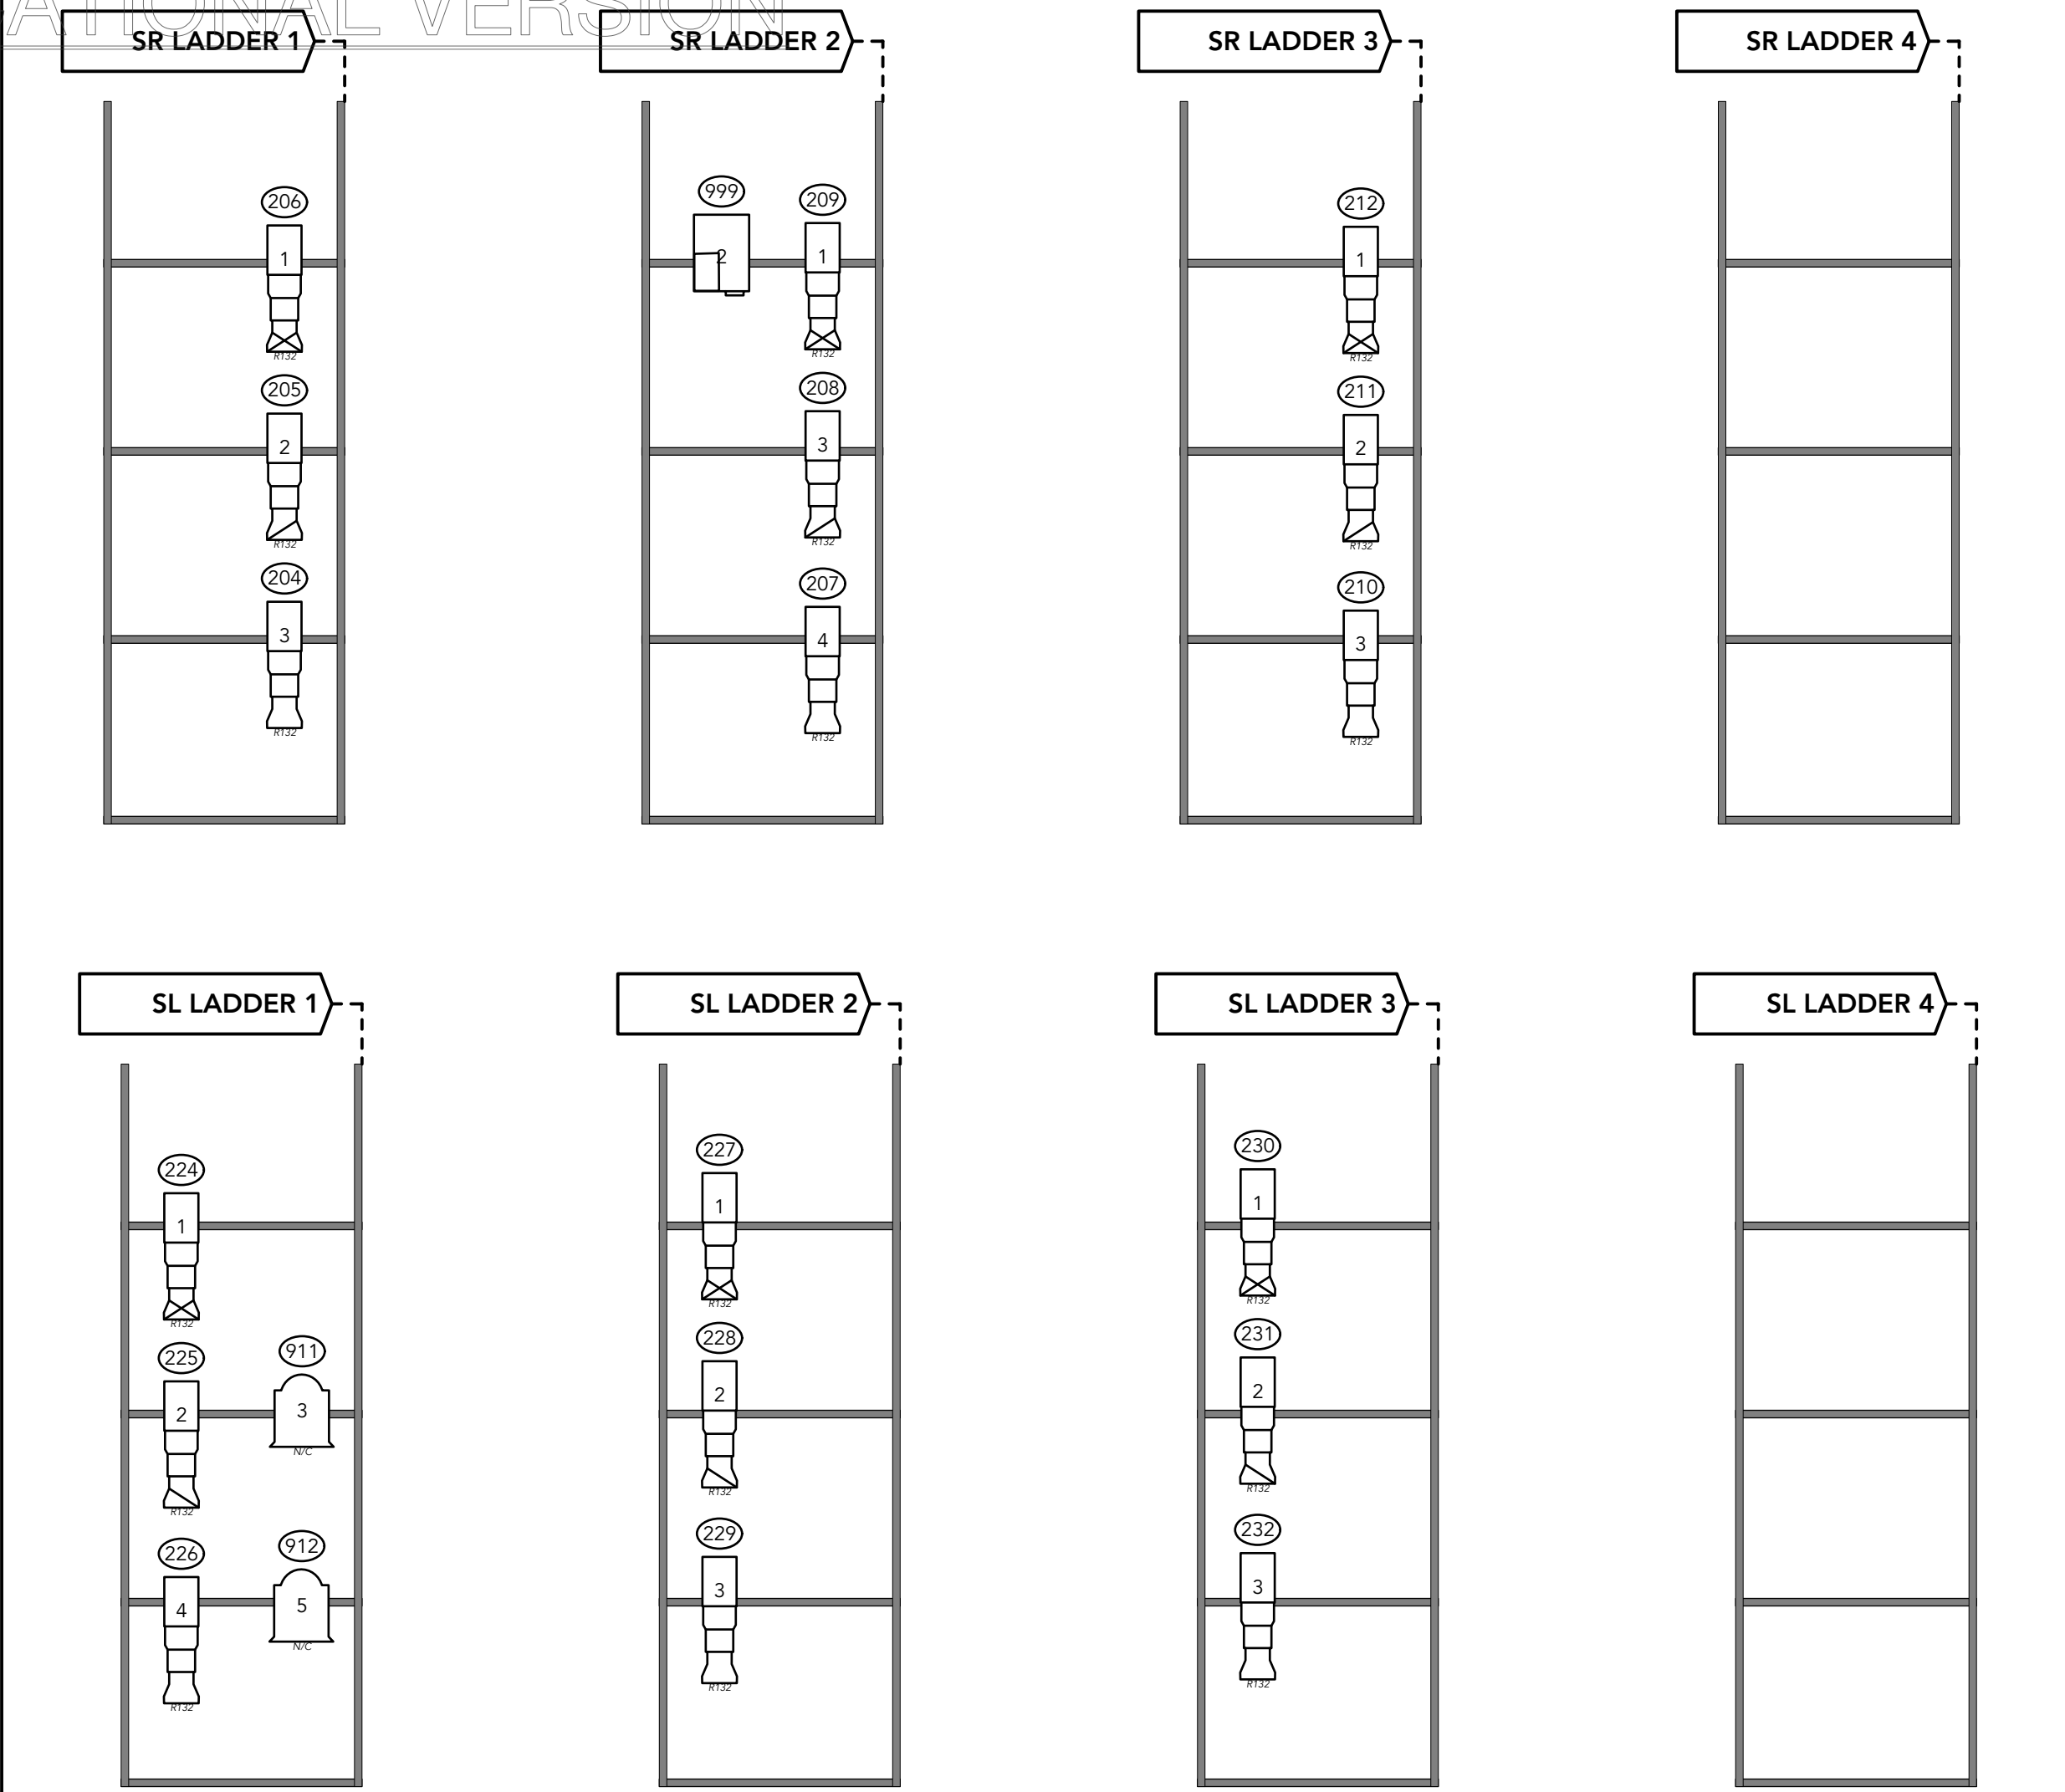 ATIONAL VERSION
SR LADDER 1
SR LADDER 2
SR LADDER 3
SR LADDER 4
206
1
R132
205
2
R132
204
3
R132
999
2
209
1
R132
208
3
R132
207
4
R132
212
1
R132
211
2
R132
210
3
R132
SL LADDER 1
SL LADDER 2
SL LADDER 3
SL LADDER 4
224
1
R132
225
2
R132
911
3
N/C
226
4
R132
912
5
N/C
227
1
R132
228
2
R132
229
3
R132
230
1
R132
231
2
R132
232
3
R132